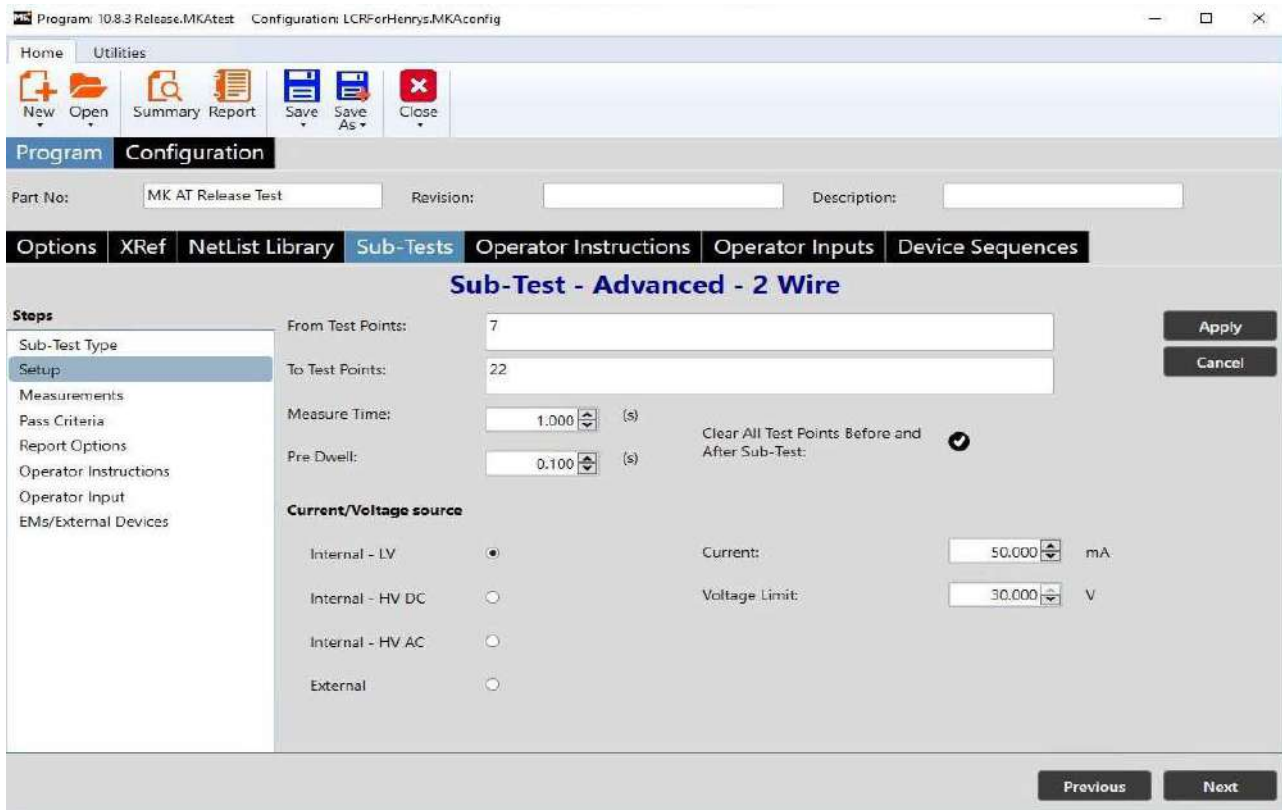 MK Program: 10.8.3 Release.MKAtest Configuration: LCRForHenrys.MKAconfig
Home Utilities
New Open Summary Report Save Save As Close
Program Configuration
Part No: MK AT Release Test Revision: Description:
Options XRef NetList Library Sub-Tests Operator Instructions Operator Inputs Device Sequences
Sub-Test - Advanced - 2 Wire
Steps
Sub-Test Type
Setup
Measurements
Pass Criteria
Report Options
Operator Instructions
Operator Input
EMs/External Devices
From Test Points: 7
To Test Points: 22
Measure Time: 1.000 (s)
Pre Dwell: 0.100 (s)
Clear All Test Points Before and
After Sub-Test:
Current/Voltage source
Internal - LV
Internal - HV DC
Internal - HV AC
External
Current: 50.000 mA
Voltage Limit: 30.000 V
Apply
Cancel
Previous Next